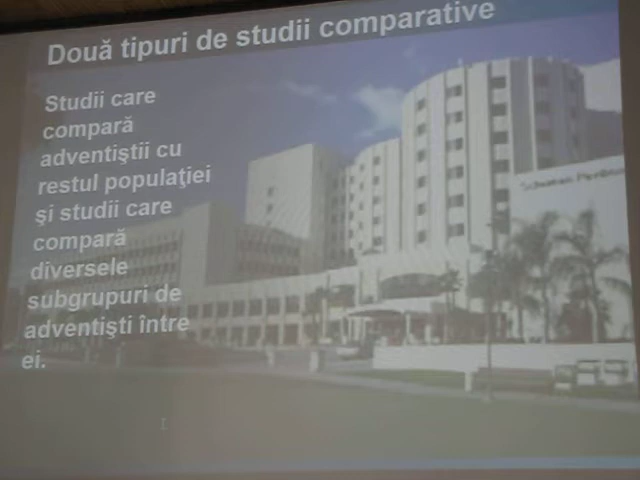 Două tipuri de studii comparative
Studii care
compară
adventiştii cu
restul populaţiei
şi studii care
compară
diversele
subgrupuri de
adventişti între
ei.